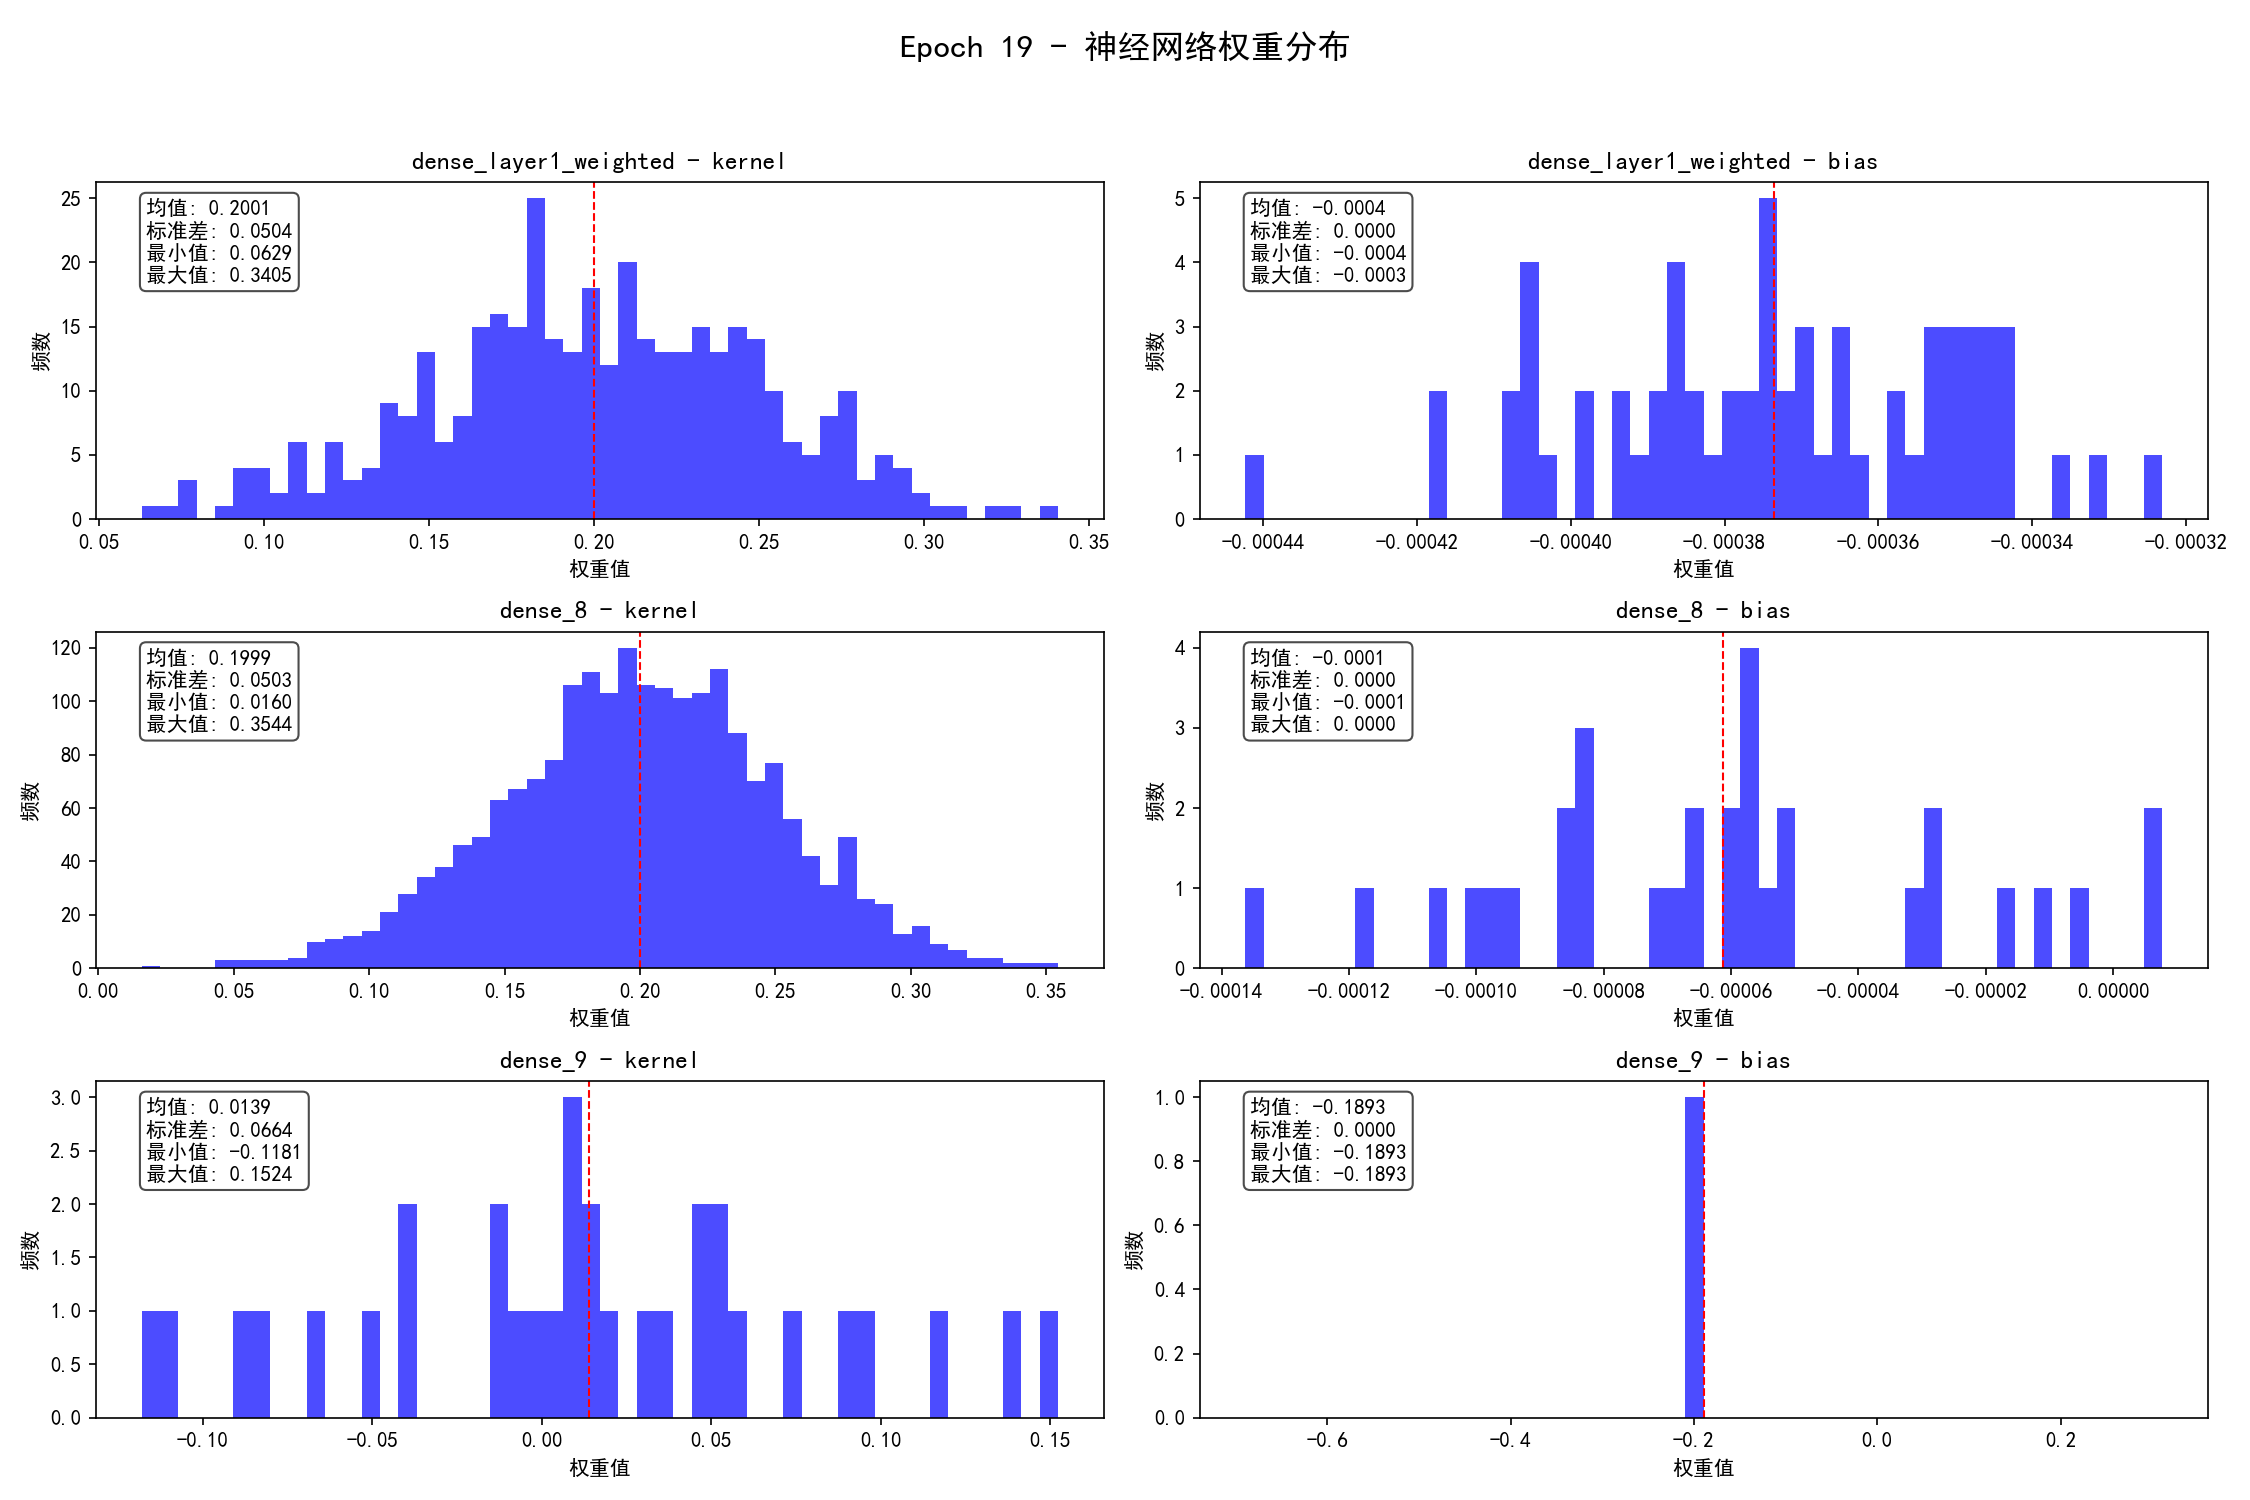 Epoch 19 - 神经网络权重分布
dense_layer1_weighted - kernel
均值: 0.2001
标准差: 0.0504
最小值: 0.0629
最大值: 0.3405
频数
25
20
15
10
5
0
0.05 0.10 0.15 0.20 0.25 0.30 0.35
权重值
dense_layer1_weighted - bias
均值: -0.0004
标准差: 0.0000
最小值: -0.0004
最大值: -0.0003
频数
5
4
3
2
1
0
-0.00044 -0.00042 -0.00040 -0.00038 -0.00036 -0.00034 -0.00032
权重值
dense_8 - kernel
均值: 0.1999
标准差: 0.0503
最小值: 0.0160
最大值: 0.3544
频数
120
100
80
60
40
20
0
0.00 0.05 0.10 0.15 0.20 0.25 0.30 0.35
权重值
dense_8 - bias
均值: -0.0001
标准差: 0.0000
最小值: -0.0001
最大值: 0.0000
频数
4
3
2
1
0
-0.00014 -0.00012 -0.00010 -0.00008 -0.00006 -0.00004 -0.00002 0.00000
权重值
dense_9 - kernel
均值: 0.0139
标准差: 0.0664
最小值: -0.1181
最大值: 0.1524
频数
3.0
2.5
2.0
1.5
1.0
0.5
0.0
-0.10 -0.05 0.00 0.05 0.10 0.15
权重值
dense_9 - bias
均值: -0.1893
标准差: 0.0000
最小值: -0.1893
最大值: -0.1893
频数
1.0
0.8
0.6
0.4
0.2
0.0
-0.6 -0.4 -0.2 0.0 0.2
权重值